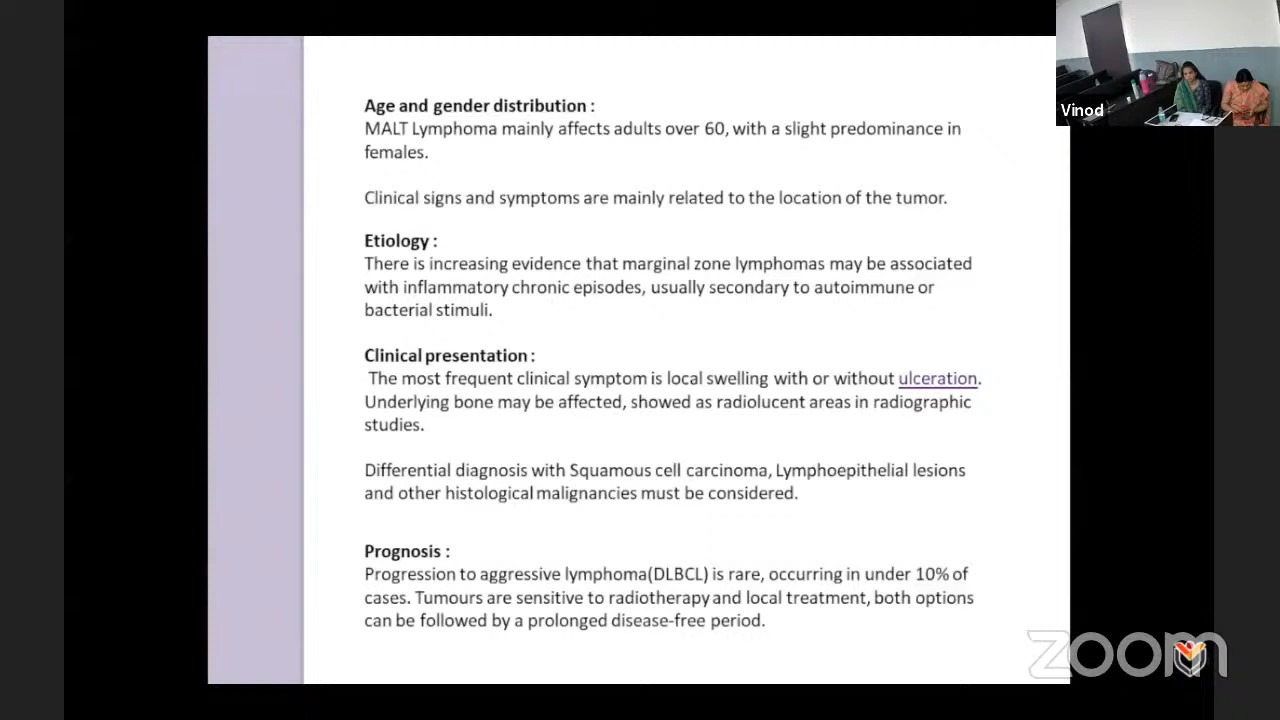 Age and gender distribution :
MALT Lymphoma mainly affects adults over 60, with a slight predominance in
females.
Clinical signs and symptoms are mainly related to the location of the tumor.
Etiology :
There is increasing evidence that marginal zone lymphomas may be associated
with inflammatory chronic episodes, usually secondary to autoimmune or
bacterial stimuli.
Clinical presentation :
The most frequent clinical symptom is local swelling with or without ulceration.
Underlying bone may be affected, showed as radiolucent areas in radiographic
studies.
Differential diagnosis with Squamous cell carcinoma, Lymphoepithelial lesions
and other histological malignancies must be considered.
Prognosis :
Progression to aggressive lymphoma(DLBCL) is rare, occurring in under 10% of
cases. Tumours are sensitive to radiotherapy and local treatment, both options
can be followed by a prolonged disease-free period.
Vinod
zoom